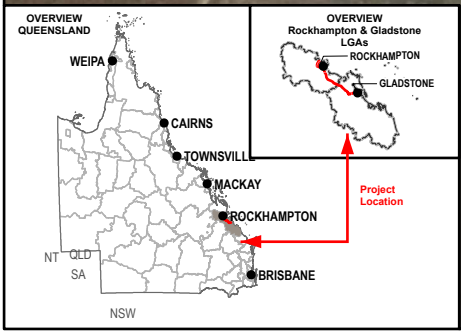 OVERVIEW
QUEENSLAND
WEIPA
CAIRNS
TOWNSVILLE
MACKAY
ROCKHAMPTON
BRISBANE
NT
QLD
SA
NSW
OVERVIEW
Rockhampton & Gladstone
LGAs
ROCKHAMPTON
GLADSTONE
Project
Location